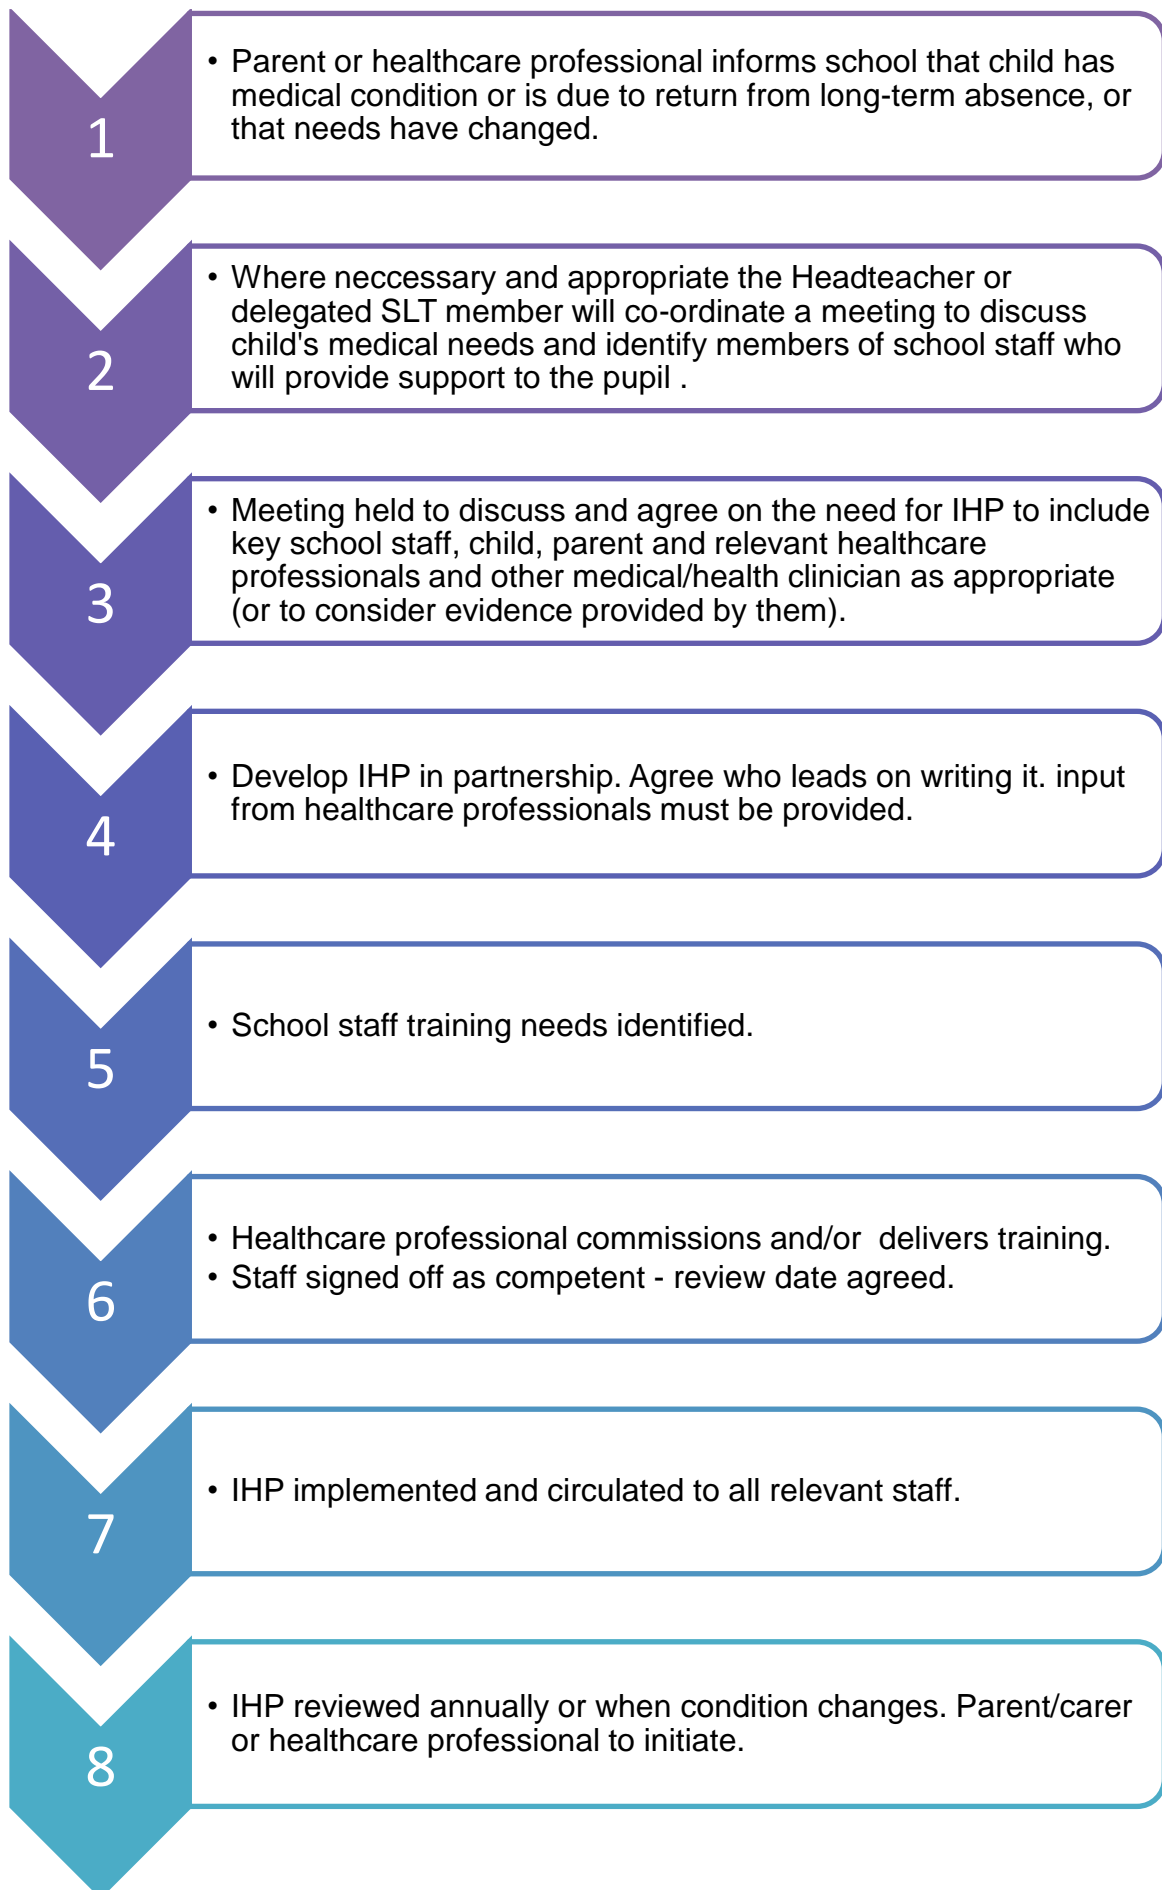 1
• Parent or healthcare professional informs school that child has
medical condition or is due to return from long-term absence, or
that needs have changed.
2
• Where neccessary and appropriate the Headteacher or
delegated SLT member will co-ordinate a meeting to discuss
child's medical needs and identify members of school staff who
will provide support to the pupil .
3
• Meeting held to discuss and agree on the need for IHP to include
key school staff, child, parent and relevant healthcare
professionals and other medical/health clinician as appropriate
(or to consider evidence provided by them).
4
• Develop IHP in partnership. Agree who leads on writing it. input
from healthcare professionals must be provided.
5
• School staff training needs identified.
6
• Healthcare professional commissions and/or  delivers training.
• Staff signed off as competent - review date agreed.
7
• IHP implemented and circulated to all relevant staff.
8
• IHP reviewed annually or when condition changes. Parent/carer
or healthcare professional to initiate.